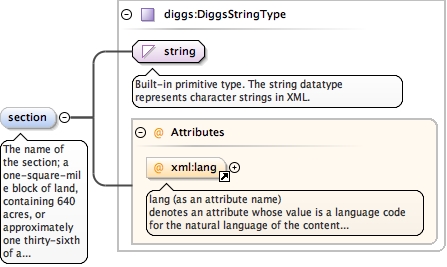 diggs:DiggsStringType
string
Built-in primitive type. The string datatype
represents character strings in XML.
section
The name of
the section; a
one-square-mil
e block of land,
containing 640
acres, or
approximately
one thirty-sixth
of a...
@ Attributes
@ xml:lang
lang (as an attribute name)
denotes an attribute whose value is a language code
for the natural language of the content...